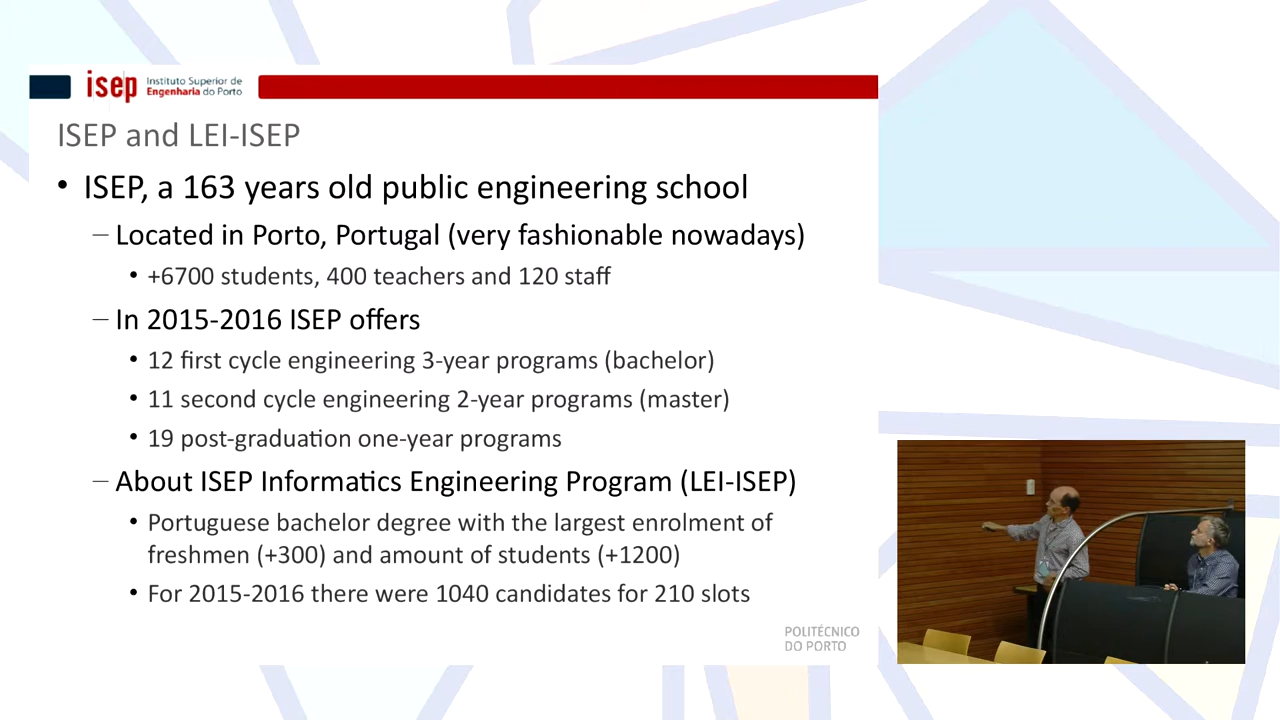 isep Instituto Superior de
Engenharia do Porto
ISEP and LEI-ISEP
• ISEP, a 163 years old public engineering school
– Located in Porto, Portugal (very fashionable nowadays)
• +6700 students, 400 teachers and 120 staff
– In 2015-2016 ISEP offers
• 12 first cycle engineering 3-year programs (bachelor)
• 11 second cycle engineering 2-year programs (master)
• 19 post-graduation one-year programs
– About ISEP Informatics Engineering Program (LEI-ISEP)
• Portuguese bachelor degree with the largest enrolment of
freshmen (+300) and amount of students (+1200)
• For 2015-2016 there were 1040 candidates for 210 slots
POLITÉCNICO
DO PORTO